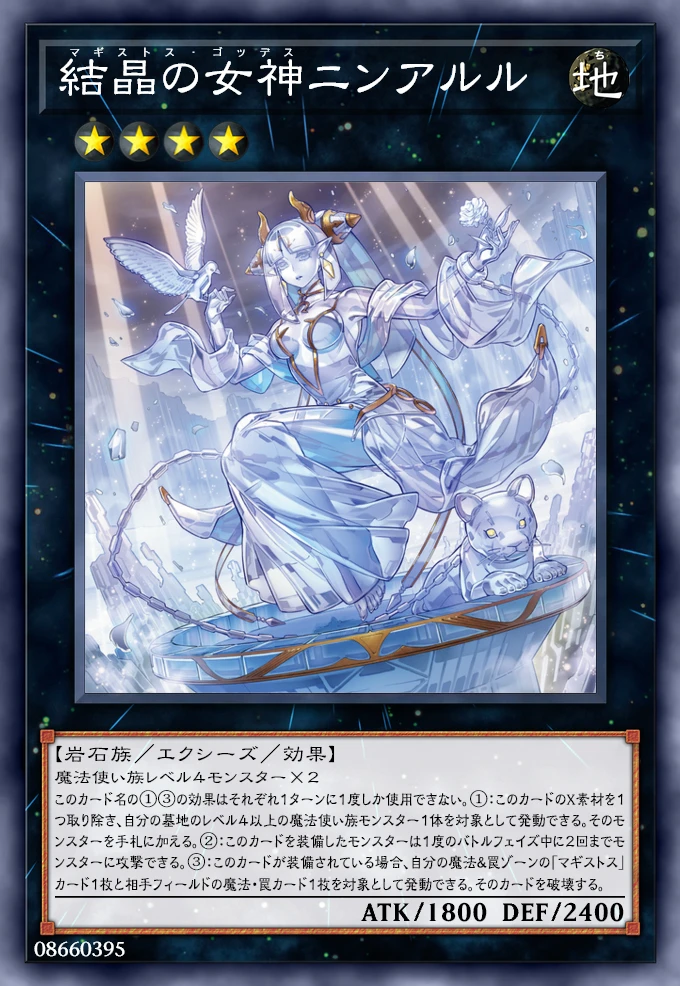 マギストス・ゴッデス
結晶の女神ニンアルル
ち
地
【岩石族／エクシーズ／効果】
魔法使い族レベル4モンスター×2
このカード名の①③の効果はそれぞれ1ターンに1度しか使用できない。①：このカードのX素材を1
つ取り除き、自分の墓地のレベル4以上の魔法使い族モンスター1体を対象として発動できる。そのモ
ンスターを手札に加える。②：このカードを装備したモンスターは1度のバトルフェイズ中に2回までモ
ンスターに攻撃できる。③：このカードが装備されている場合、自分の魔法&罠ゾーンの「マギストス」
カード1枚と相手フィールドの魔法・罠カード1枚を対象として発動できる。そのカードを破壊する。
ATK/1800 DEF/2400
08660395